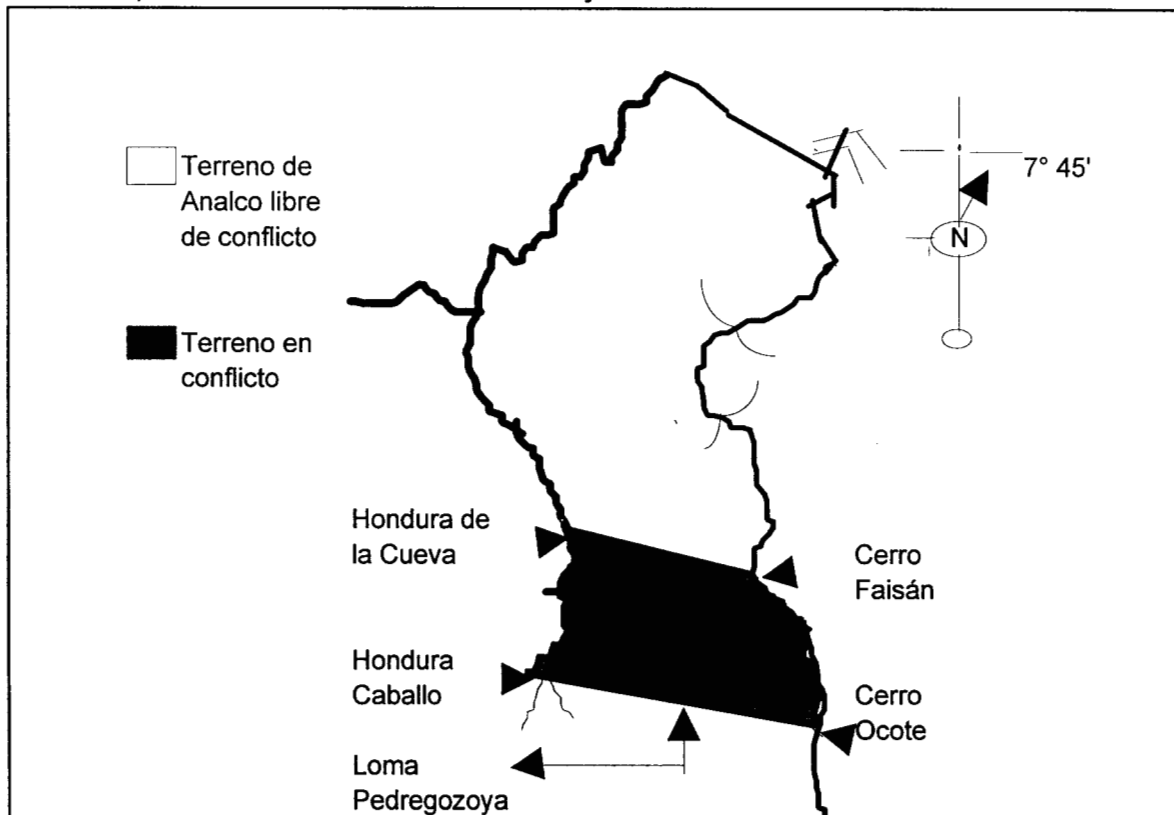 Terreno de
Analco libre
de conflicto
7° 45'
N
Terreno en
conflicto
Hondura de
la Cueva
Cerro
Faisán
Hondura
Caballo
Cerro
Ocote
Loma
Pedregozoya